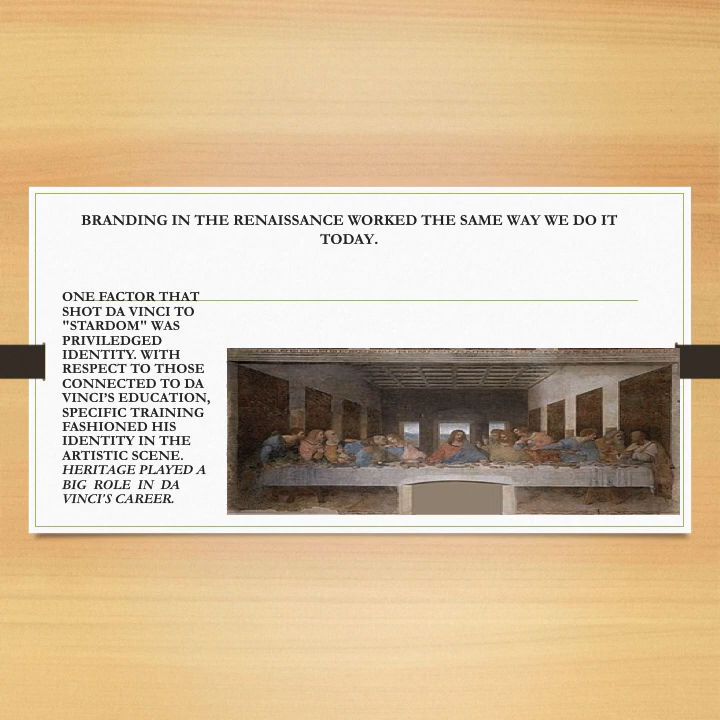 BRANDING IN THE RENAISSANCE WORKED THE SAME WAY WE DO IT
TODAY.
ONE FACTOR THAT
SHOT DA VINCI TO
"STARDOM" WAS
PRIVILEDGED
IDENTITY. WITH
RESPECT TO THOSE
CONNECTED TO DA
VINCI'S EDUCATION,
SPECIFIC TRAINING
FASHIONED HIS
IDENTITY IN THE
ARTISTIC SCENE.
HERITAGE PLAYED A
BIG ROLE IN DA
VINCI'S CAREER.